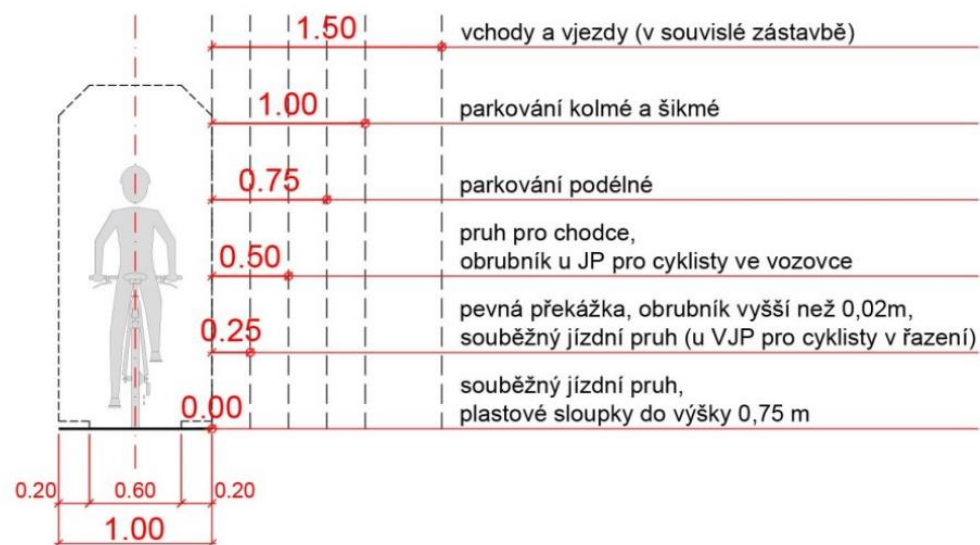 1.50
vchody a vjezdy (v souvislé zástavbě)
1.00
parkování kolmé a šikmé
0.75
parkování podélné
0.50
pruh pro chodce,
obrubník u JP pro cyklisty ve vozovce
0.25
pevná překážka, obrubník vyšší než 0,02m,
souběžný jízdní pruh (u VJP pro cyklisty v řazení)
0.00
souběžný jízdní pruh,
plastové sloupky do výšky 0,75 m
0.20 0.60 0.20
1.00